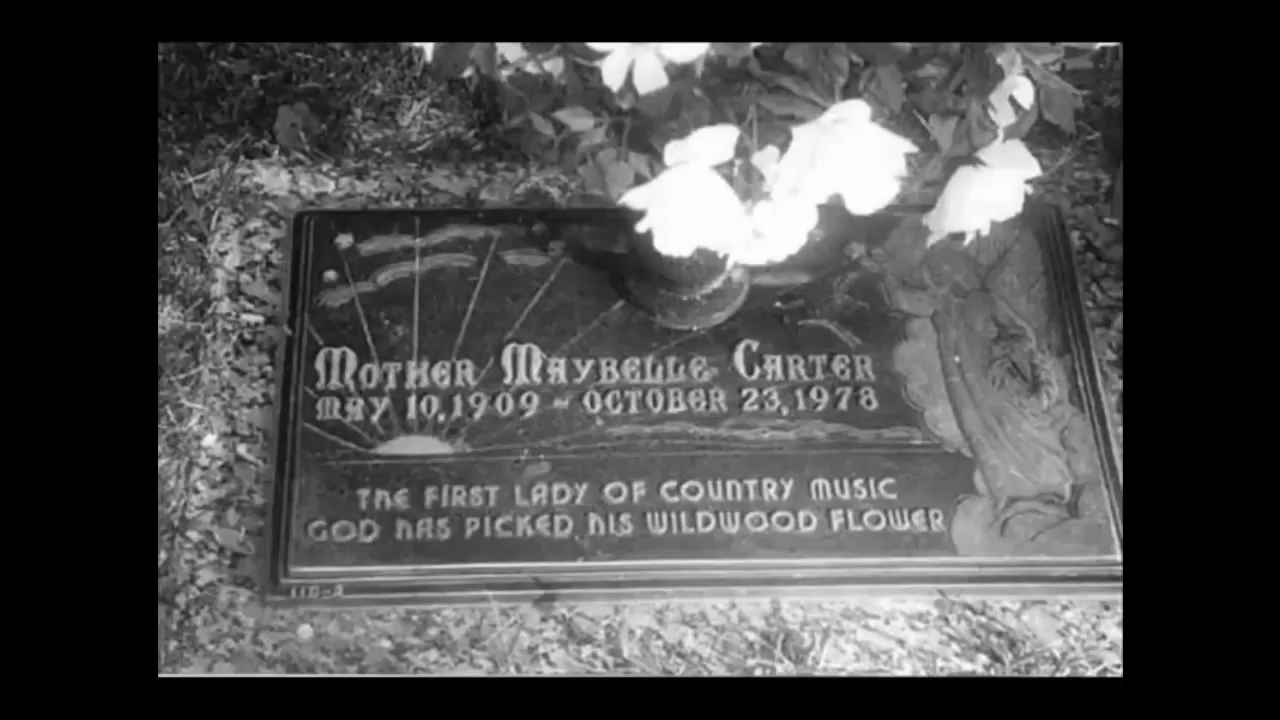 MOTHER MAYBELLE CARTER
MAY 10, 1909 - OCTOBER 23, 1978
THE FIRST LADY OF COUNTRY MUSIC
GOD HAS PICKED HIS WILDWOOD FLOWER